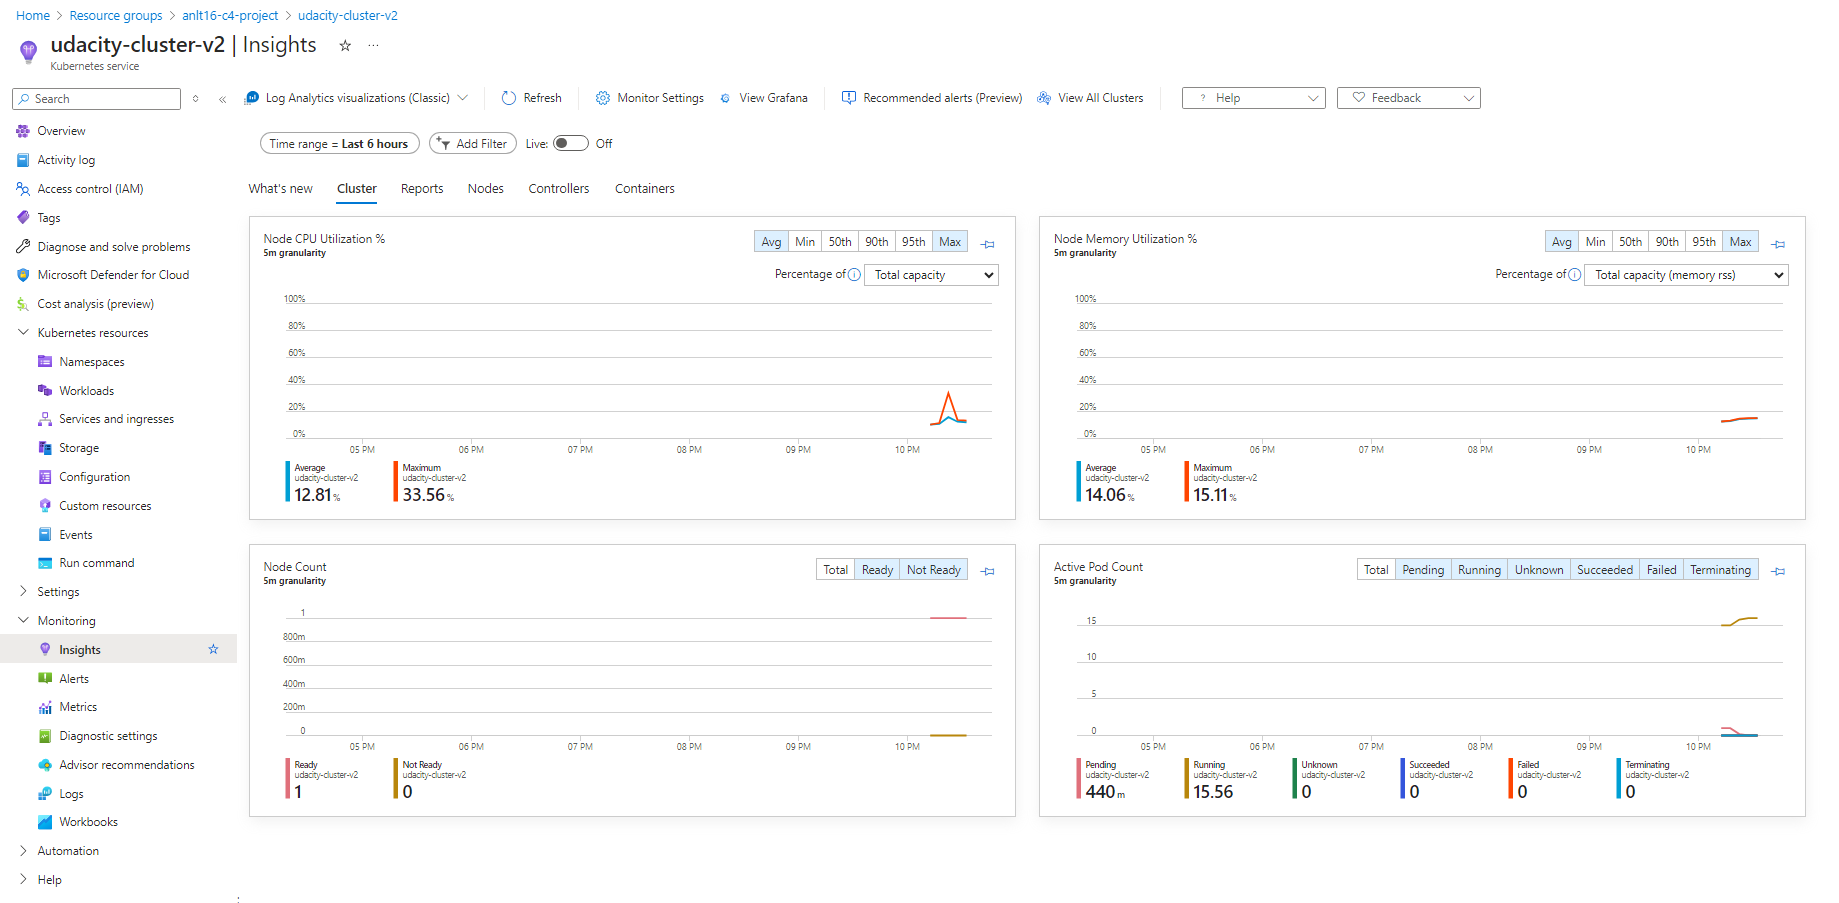 Home > Resource groups > anlt16-c4-project > udacity-cluster-v2
udacity-cluster-v2 | Insights
Kubernetes service
Search
Log Analytics visualizations (Classic)
Refresh
Monitor Settings
View Grafana
Recommended alerts (Preview)
View All Clusters
? Help
Feedback
Overview
Activity log
Access control (IAM)
Tags
Diagnose and solve problems
Microsoft Defender for Cloud
Cost analysis (preview)
Kubernetes resources
Namespaces
Workloads
Services and ingresses
Storage
Configuration
Custom resources
Events
Run command
Settings
Monitoring
Insights
Alerts
Metrics
Diagnostic settings
Advisor recommendations
Logs
Workbooks
Automation
Help
Time range = Last 6 hours
Add Filter
Live: Off
What's new Cluster Reports Nodes Controllers Containers
Node CPU Utilization %
5m granularity
Avg Min 50th 90th 95th Max
Percentage of Total capacity
100%
80%
60%
40%
20%
0%
05 PM 06 PM 07 PM 08 PM 09 PM 10 PM
Average
udacity-cluster-v2
12.81 %
Maximum
udacity-cluster-v2
33.56 %
Node Memory Utilization %
5m granularity
Avg Min 50th 90th 95th Max
Percentage of Total capacity (memory rss)
100%
80%
60%
40%
20%
0%
05 PM 06 PM 07 PM 08 PM 09 PM 10 PM
Average
udacity-cluster-v2
14.06 %
Maximum
udacity-cluster-v2
15.11 %
Node Count
5m granularity
Total Ready Not Ready
1
800m
600m
400m
200m
0
05 PM 06 PM 07 PM 08 PM 09 PM 10 PM
Ready
udacity-cluster-v2
1
Not Ready
udacity-cluster-v2
0
Active Pod Count
5m granularity
Total Pending Running Unknown Succeeded Failed Terminating
15
10
5
0
05 PM 06 PM 07 PM 08 PM 09 PM 10 PM
Pending
udacity-cluster-v2
440 m
Running
udacity-cluster-v2
15.56
Unknown
udacity-cluster-v2
0
Succeeded
udacity-cluster-v2
0
Failed
udacity-cluster-v2
0
Terminating
udacity-cluster-v2
0